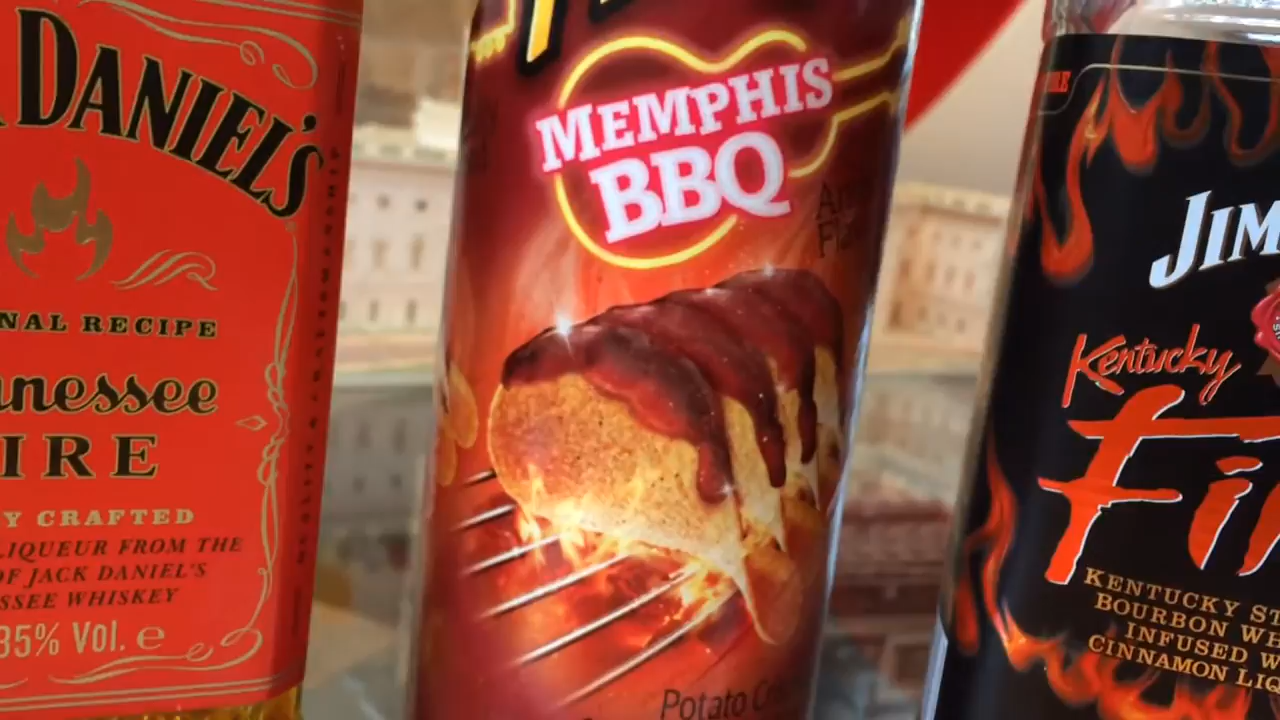 DANIEL'S
NAL RECIPE
nnessee
IRE
Y CRAFTED
LIQUEUR FROM THE
OF JACK DANIEL'S
SSEE WHISKEY
35% VOL. e
MEMPHIS
BBQ
Potato C
JIM
Kentucky
Fi
KENTUCKY ST
BOURBON WH
INFUSED W
CINNAMON LIQ